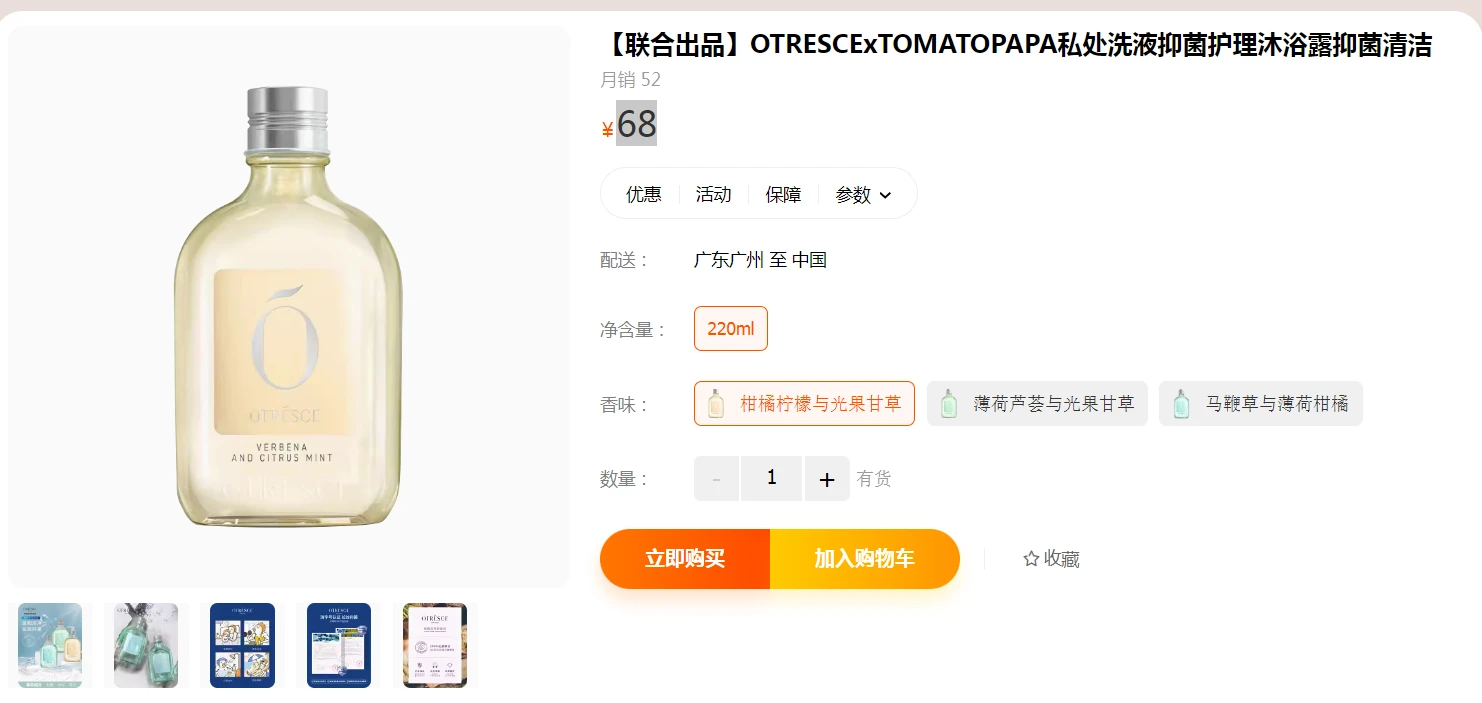 【联合出品】OTRESCExTOMATOPAPA私处洗液抑菌护理沐浴露抑菌清洁
月销 52
¥68
优惠 活动 保障 参数
配送： 广东广州 至 中国
净含量： 220ml
香味： 柑橘柠檬与光果甘草 薄荷芦荟与光果甘草 马鞭草与薄荷柑橘
数量： - 1 + 有货
立即购买 加入购物车 收藏
Ó
OTRÉSCE
VERBENA
AND CITRUS MINT
OTRÉSCE
OTRÉSCE
OTRÉSCE